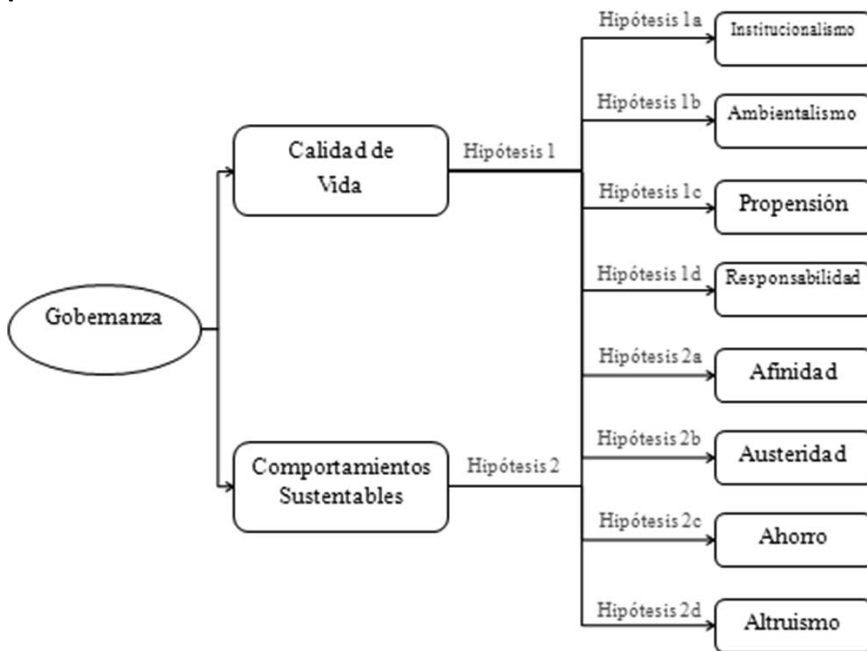 Hipótesis 1a
Institucionalismo
Hipótesis 1b
Ambientalismo
Calidad de
Vida
Hipótesis 1
Hipótesis 1c
Propensión
Hipótesis 1d
Responsabilidad
Gobernanza
Hipótesis 2a
Afinidad
Hipótesis 2b
Austeridad
Comportamientos
Sustentables
Hipótesis 2
Hipótesis 2c
Ahorro
Hipótesis 2d
Altruismo